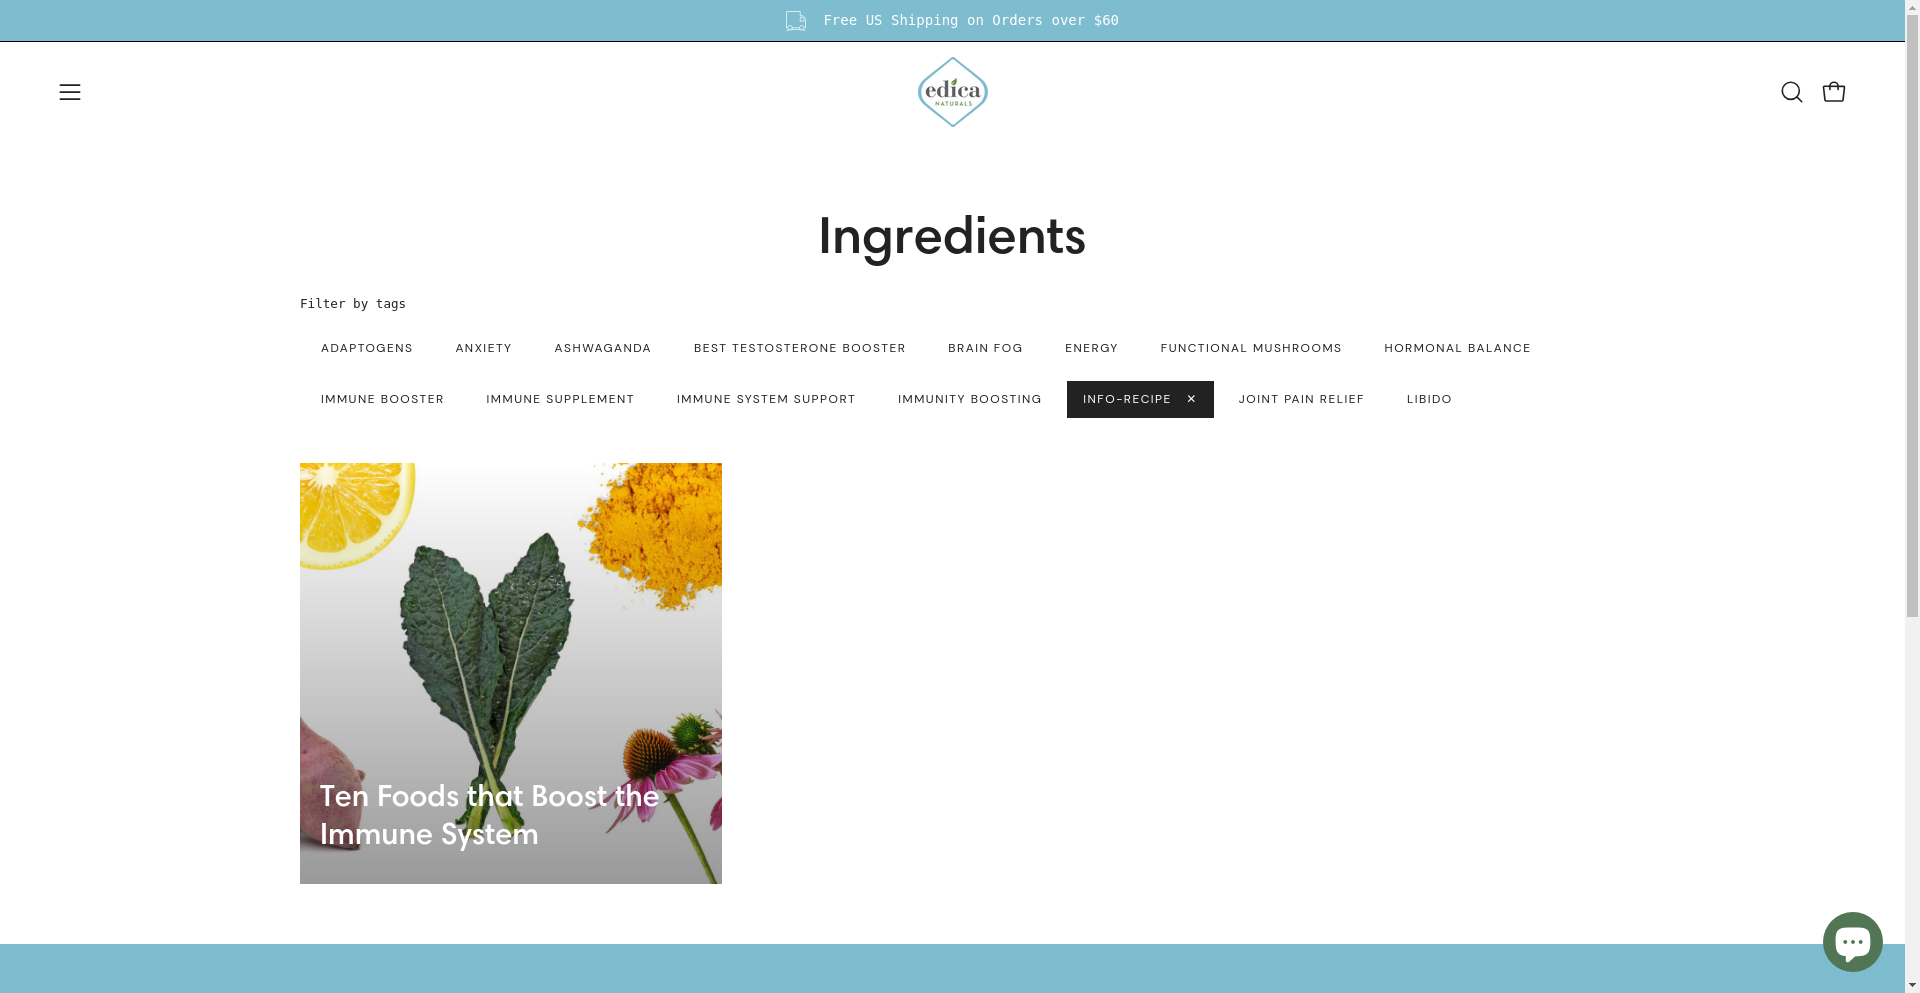 Free US Shipping on Orders over $60
edica
NATURALS
Ingredients
Filter by tags
ADAPTOGENS ANXIETY ASHWAGANDA BEST TESTOSTERONE BOOSTER BRAIN FOG ENERGY FUNCTIONAL MUSHROOMS HORMONAL BALANCE
IMMUNE BOOSTER IMMUNE SUPPLEMENT IMMUNE SYSTEM SUPPORT IMMUNITY BOOSTING INFO-RECIPE ✕ JOINT PAIN RELIEF LIBIDO
Ten Foods that Boost the
Immune System